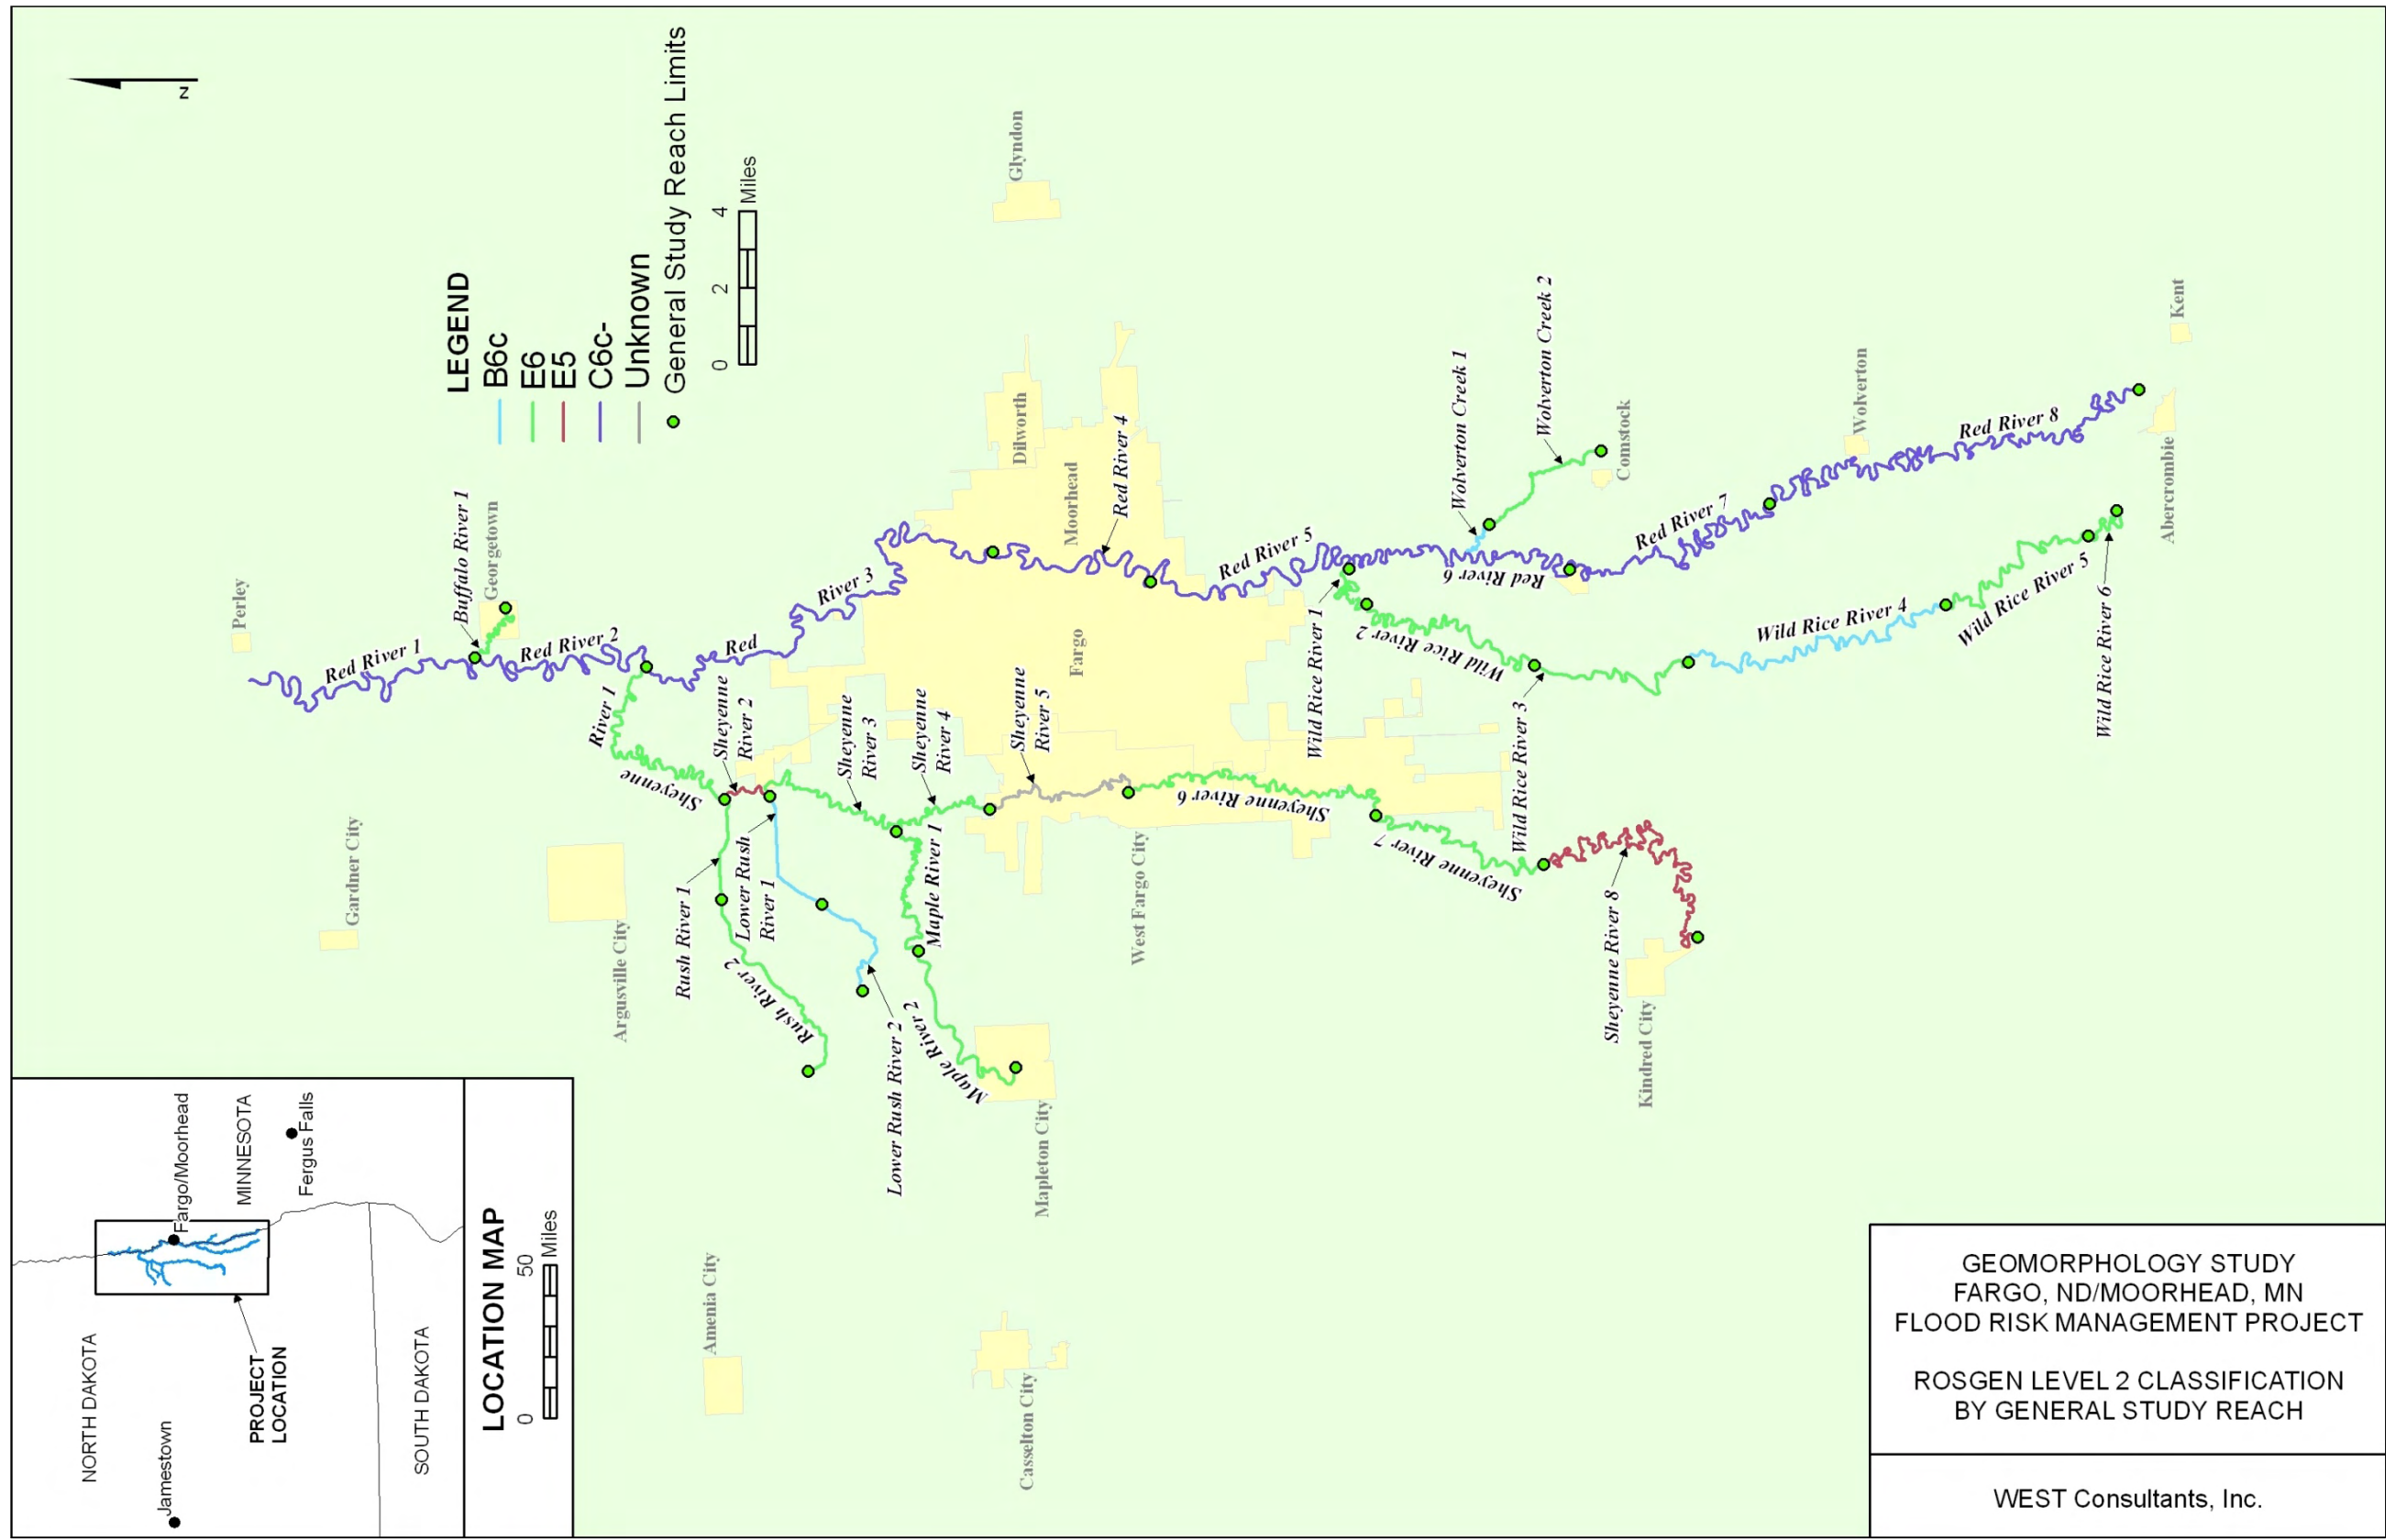 Z
LEGEND
B6c
E6
E5
C6c-
Unknown
General Study Reach Limits
0 2 4
Miles
Perley
Buffalo River 1
Georgetown
Red River 1
Red River 2
Red
River 3
Sheyenne
River 1
Sheyenne
River 2
Sheyenne
River 3
Sheyenne
River 4
Sheyenne
River 5
Gardner City
Argusville City
Rush River 1
Rush River 2
Lower Rush
River 1
Lower Rush River 2
Maple River 1
Maple River 2
Mapleton City
Amenia City
Casselton City
West Fargo City
Fargo
Moorhead
Dilworth
Glyndon
Red River 4
Red River 5
Sheyenne River 6
Sheyenne River 7
Sheyenne River 8
Kindred City
Wild Rice River 1
Wild Rice River 2
Wild Rice River 3
Wild Rice River 4
Wild Rice River 5
Wild Rice River 6
Red River 6
Wolverton Creek 1
Wolverton Creek 2
Comstock
Red River 7
Wolverton
Red River 8
Abercrombie
Kent
NORTH DAKOTA
Jamestown
PROJECT
LOCATION
Fargo/Moorhead
MINNESOTA
Fergus Falls
SOUTH DAKOTA
LOCATION MAP
0 50
Miles
GEOMORPHOLOGY STUDY
FARGO, ND/MOORHEAD, MN
FLOOD RISK MANAGEMENT PROJECT
ROSGEN LEVEL 2 CLASSIFICATION
BY GENERAL STUDY REACH
WEST Consultants, Inc.